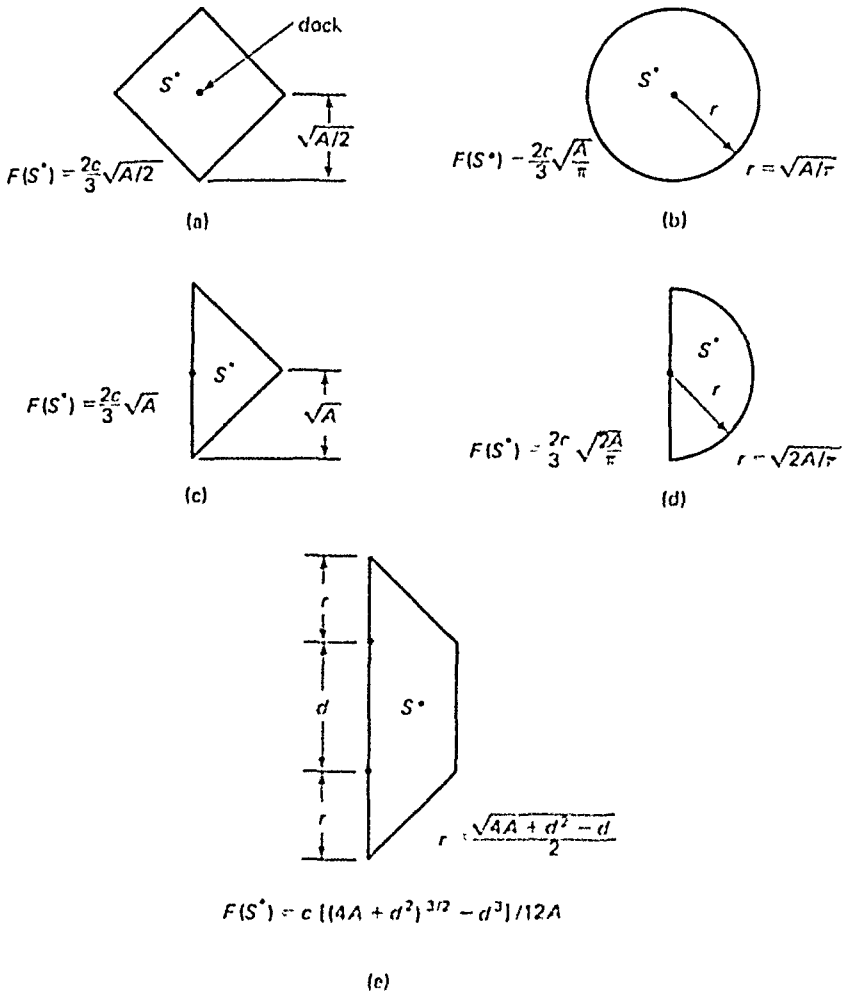 dock
S*
√A/2
F(S*) = 2c/3 √A/2
(a)
S*
r
F(S*) = 2c/3 √A/π
r = √A/π
(b)
S*
F(S*) = 2c/3 √A
√A
(c)
S*
r
F(S*) = 2c/3 √2A/π
r = √2A/π
(d)
r
d
S*
r
r = √4A + d² − d / 2
F(S*) = c [(4A + d²)^3/2 − d³]/12A
(e)